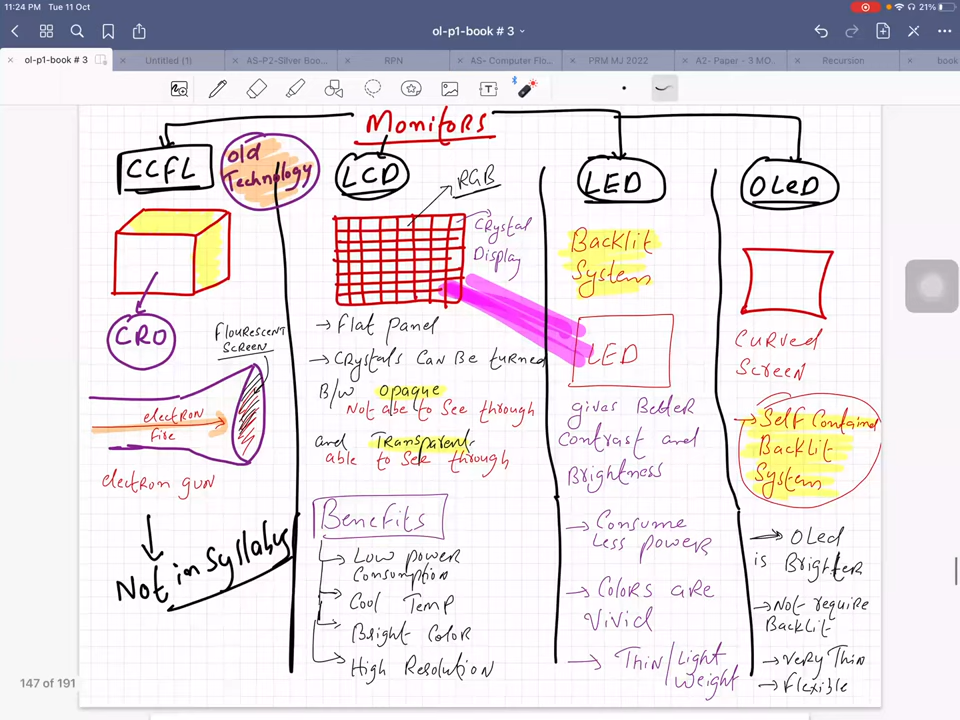 11:24 PM Tue 11 Oct
21%
ol-p1-book # 3
ol-p1-book # 3
Untitled (1)
AS-P2-Silver Boo...
RPN
AS- Computer Flo...
PRM MJ 2022
A2- Paper - 3 MO...
Recursion
book
Monitors
CCFL
old
Technology
LCD
RGB
LED
OLED
Crystal
Display
Backlit
System
CRO
Flourescent
Screen
→ Flat panel
→ Crystals can be turned
B/w opaque
Not abe to See through
and Transparent
able to See through
LED
Curved
Screen
electron
fire
electron gun
gives Better
contrast and
Brightness
→ Self contained
Backlit
System
Not in Syllabus
Benefits
→ Low power
Consumption
→ Cool Temp
→ Bright Color
→ High Resolution
→ Consume
Less power
→ Colors are
vivid
→ Thin/Light
weight
→ OLed
is Brighter
→ Not require
Backlit
→ very Thin
→ Flexible
147 of 191